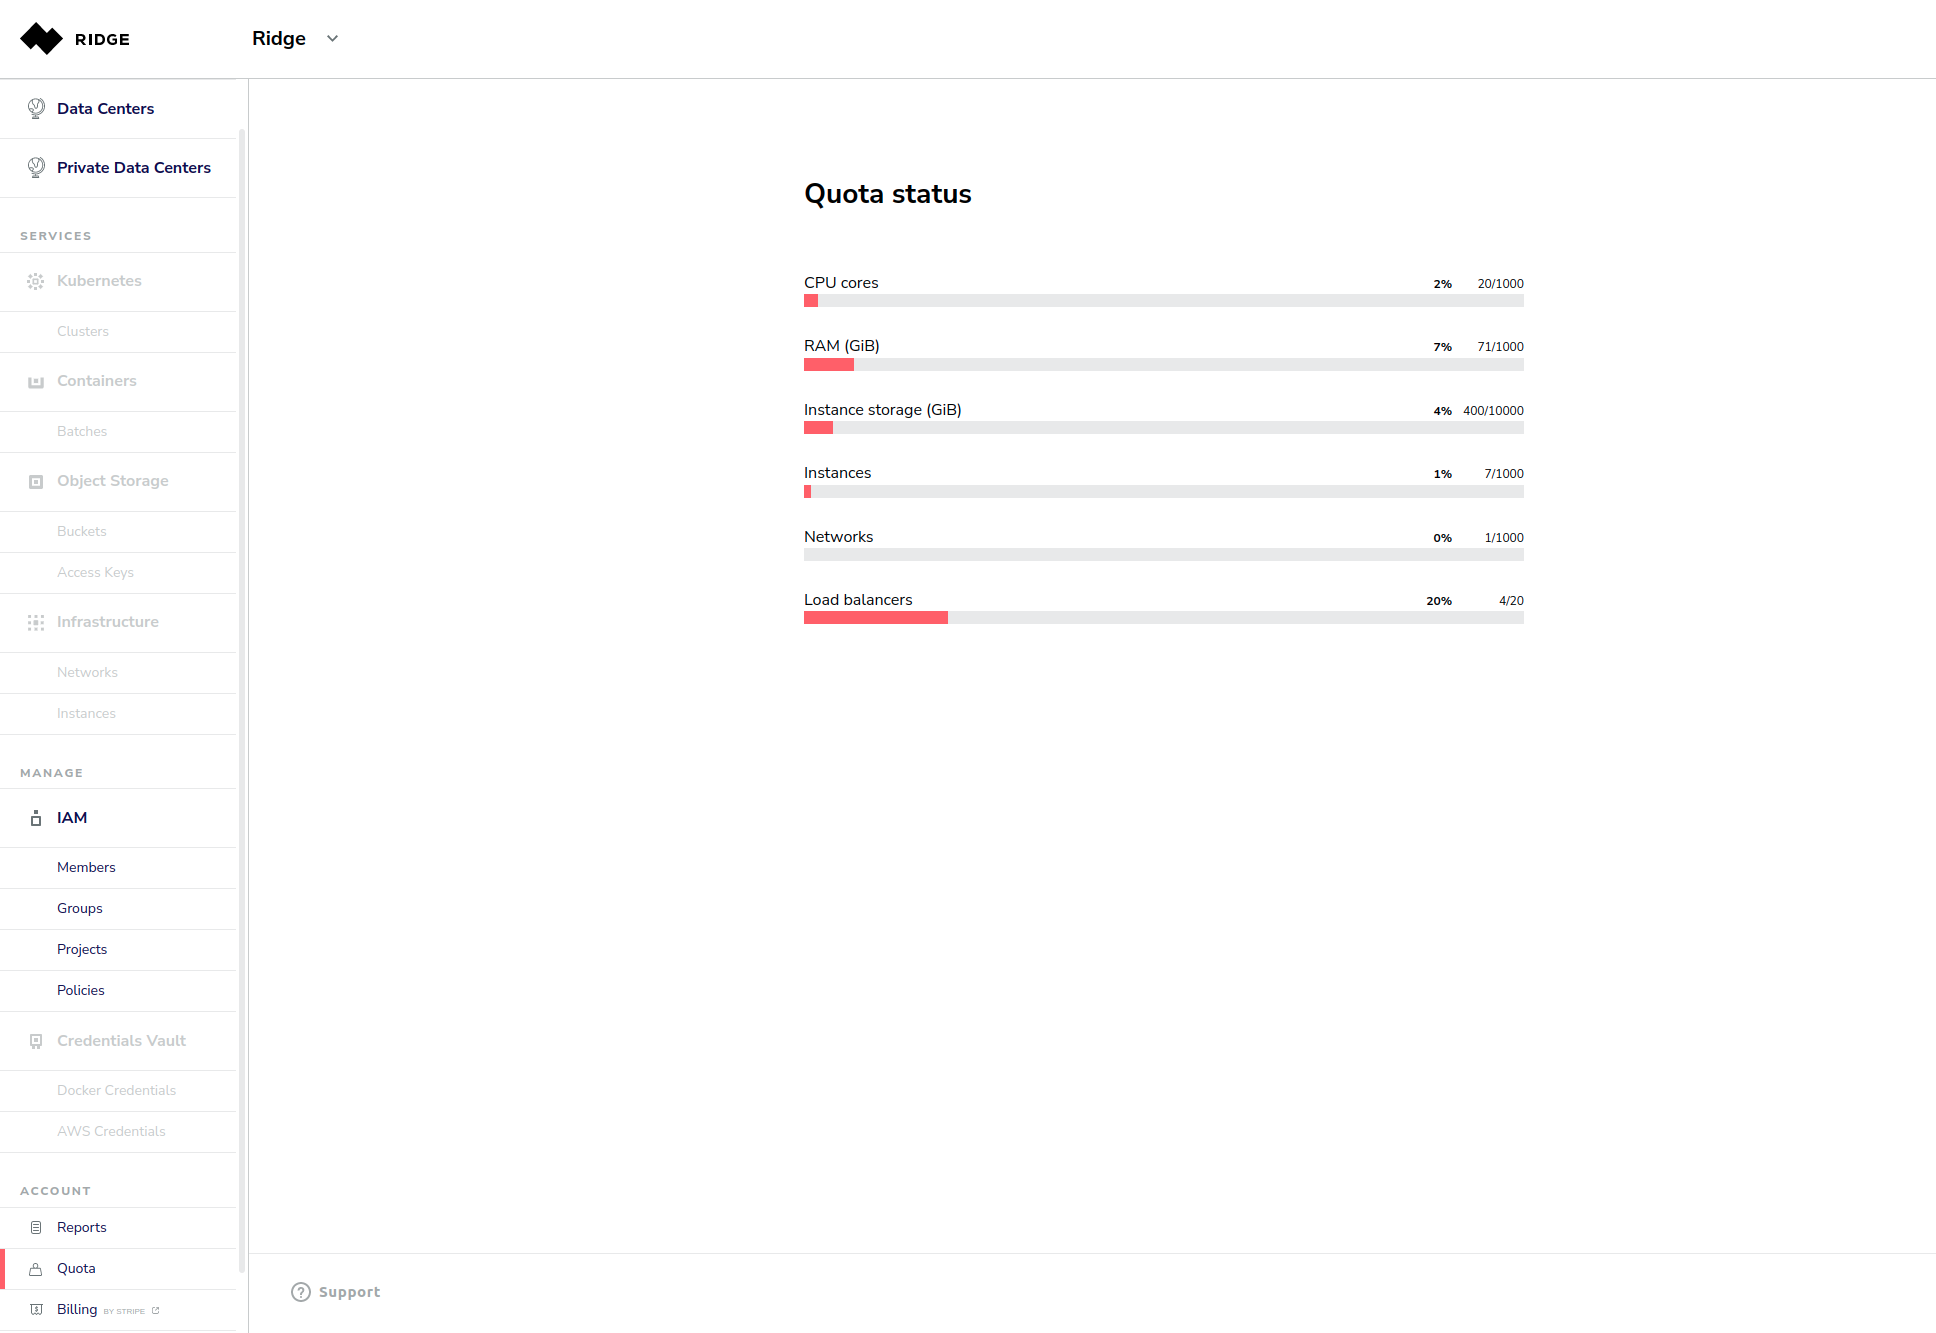 RIDGE
Ridge
Data Centers
Private Data Centers
SERVICES
Kubernetes
Clusters
Containers
Batches
Object Storage
Buckets
Access Keys
Infrastructure
Networks
Instances
MANAGE
IAM
Members
Groups
Projects
Policies
Credentials Vault
Docker Credentials
AWS Credentials
ACCOUNT
Reports
Quota
Billing BY STRIPE
Quota status
CPU cores 2% 20/1000
RAM (GiB) 7% 71/1000
Instance storage (GiB) 4% 400/10000
Instances 1% 7/1000
Networks 0% 1/1000
Load balancers 20% 4/20
Support